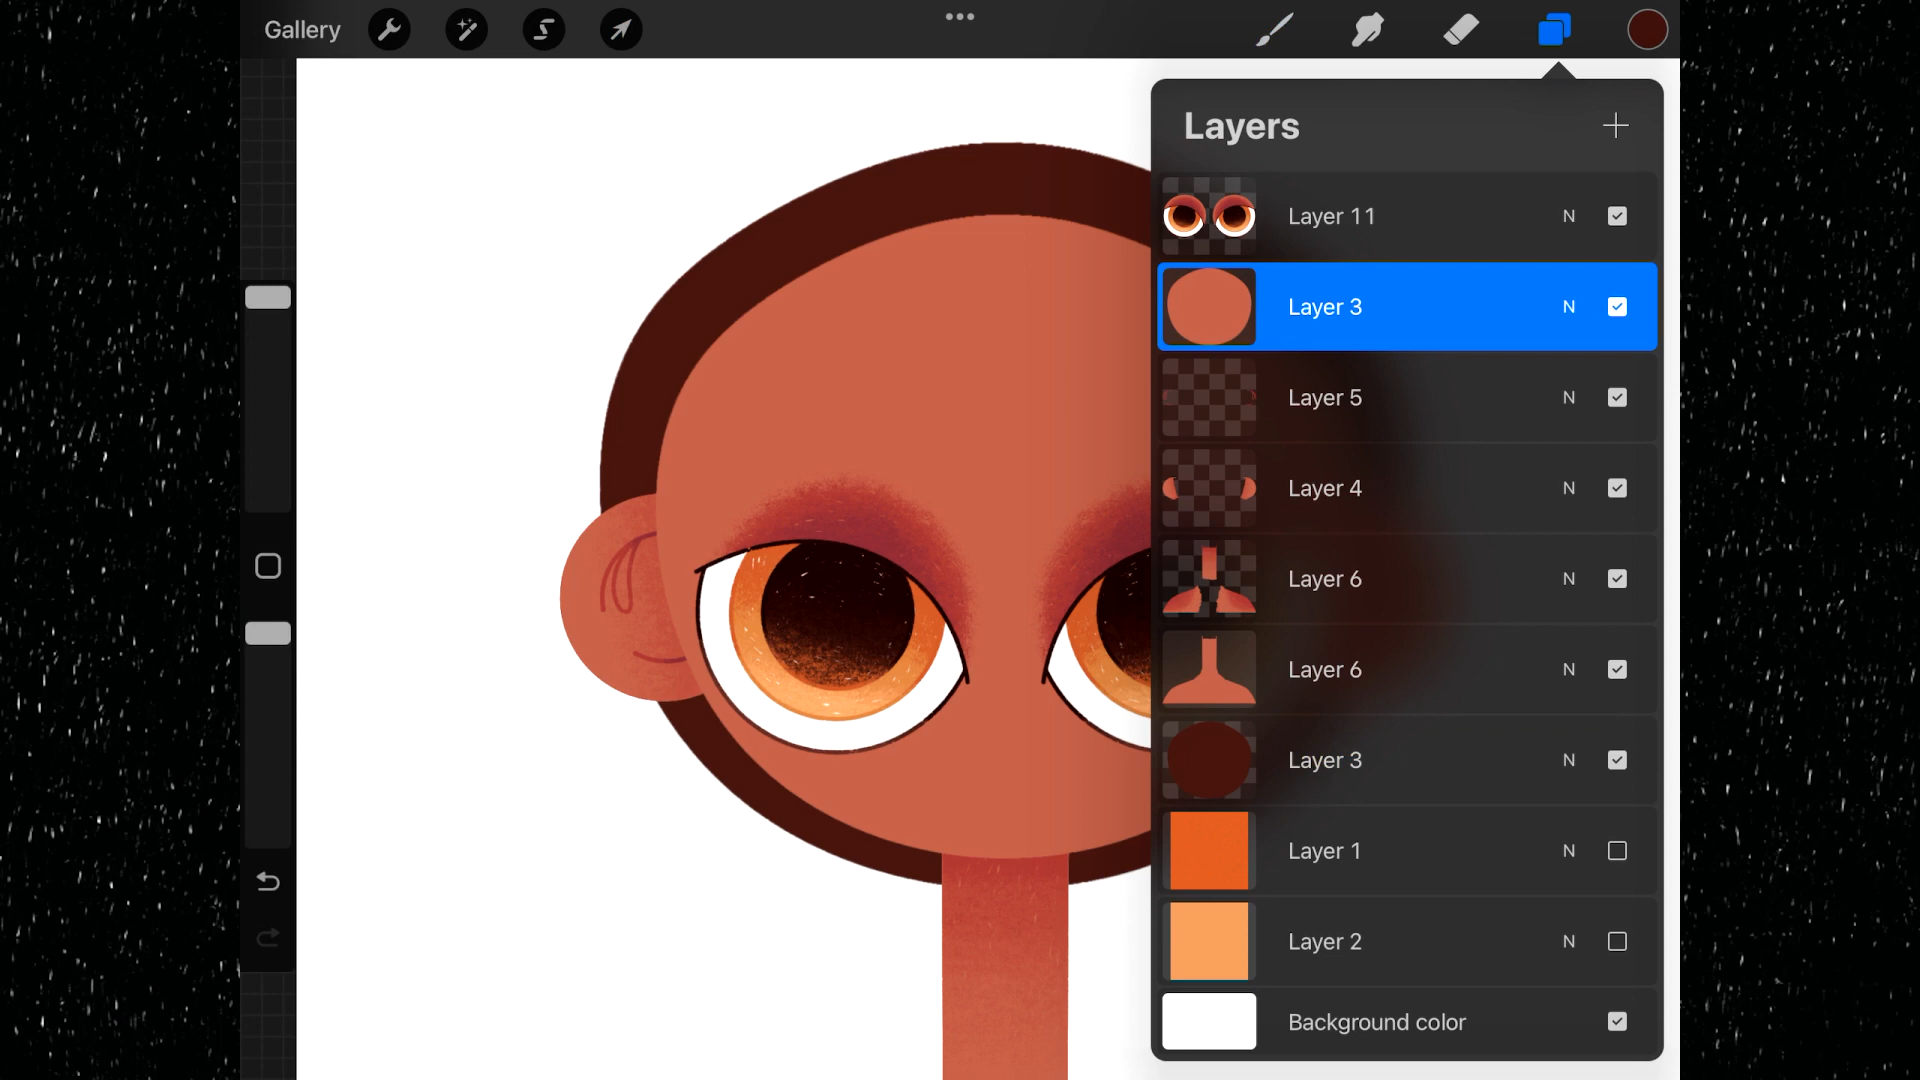 Gallery
Layers
Layer 11 N
Layer 3 N
Layer 5 N
Layer 4 N
Layer 6 N
Layer 6 N
Layer 3 N
Layer 1 N
Layer 2 N
Background color